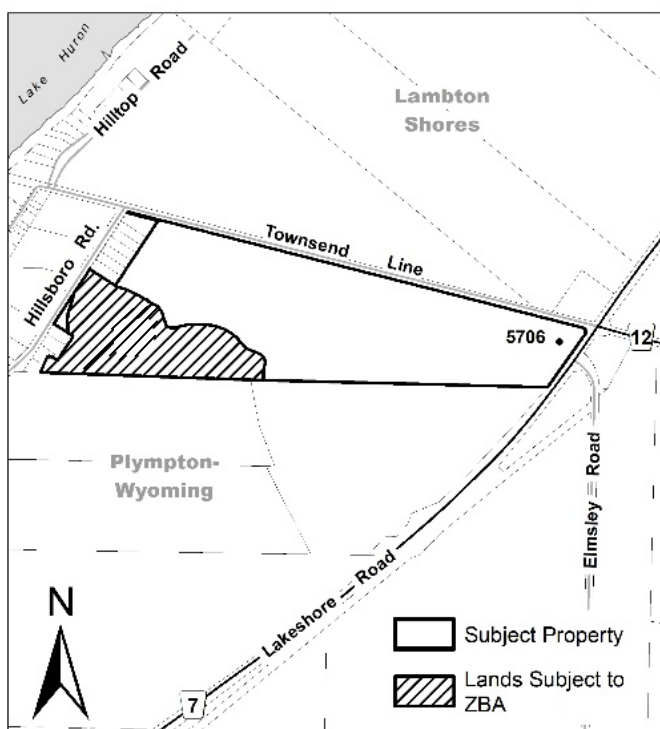 Lake Huron
Hilltop Road
Lambton
Shores
Hillsboro Rd.
Townsend Line
5706
12
Plympton-
Wyoming
Elmsley Road
Lakeshore Road
N
Subject Property
Lands Subject to
ZBA
7